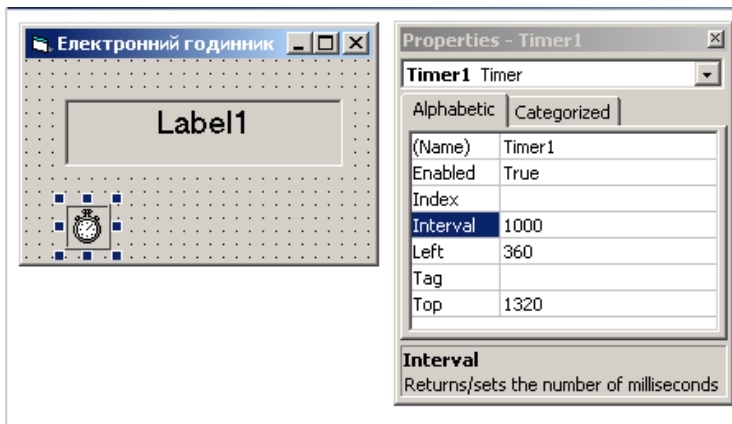 Електронний годинник
Label1
Properties - Timer1
Timer1 Timer
Alphabetic Categorized
(Name) Timer1
Enabled True
Index
Interval 1000
Left 360
Tag
Top 1320
Interval
Returns/sets the number of milliseconds